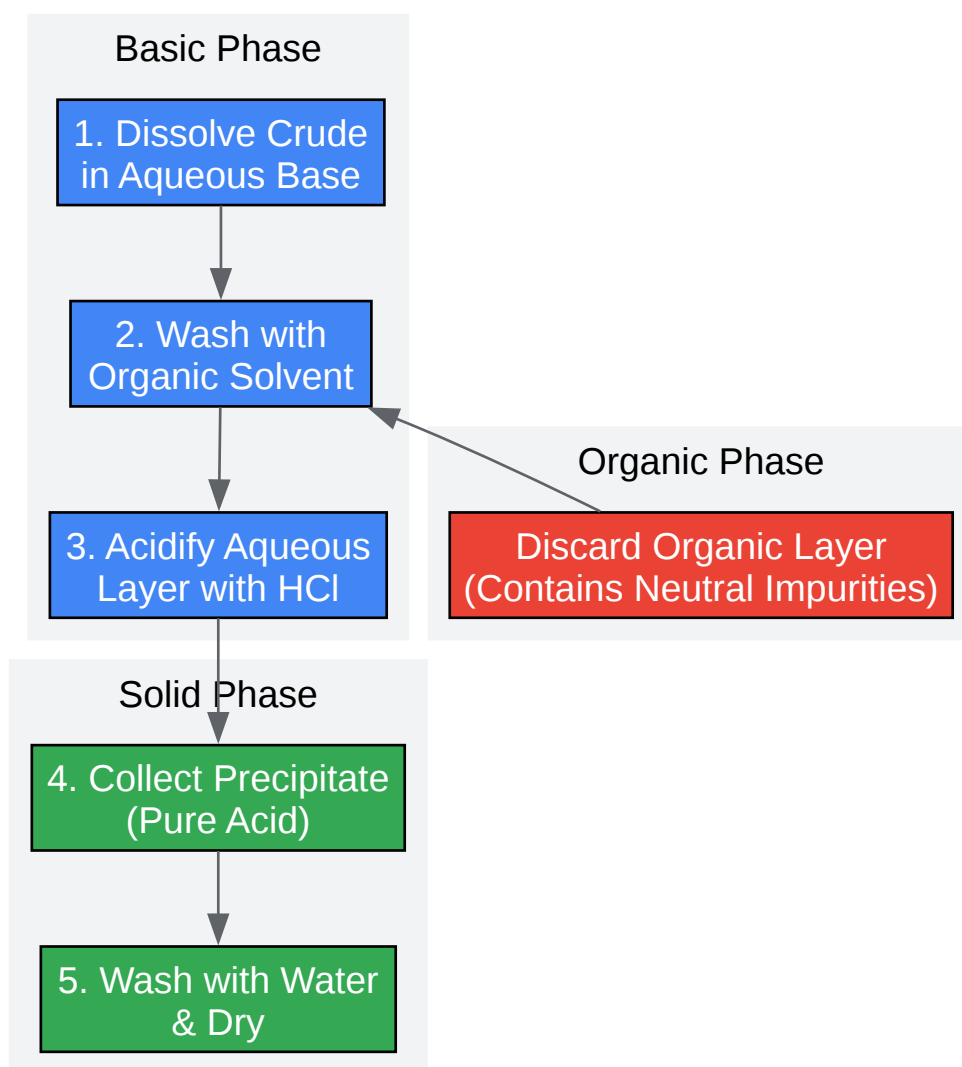 Basic Phase
1. Dissolve Crude
in Aqueous Base
2. Wash with
Organic Solvent
Organic Phase
3. Acidify Aqueous
Layer with HCl
Discard Organic Layer
(Contains Neutral Impurities)
Solid Phase
4. Collect Precipitate
(Pure Acid)
5. Wash with Water
& Dry